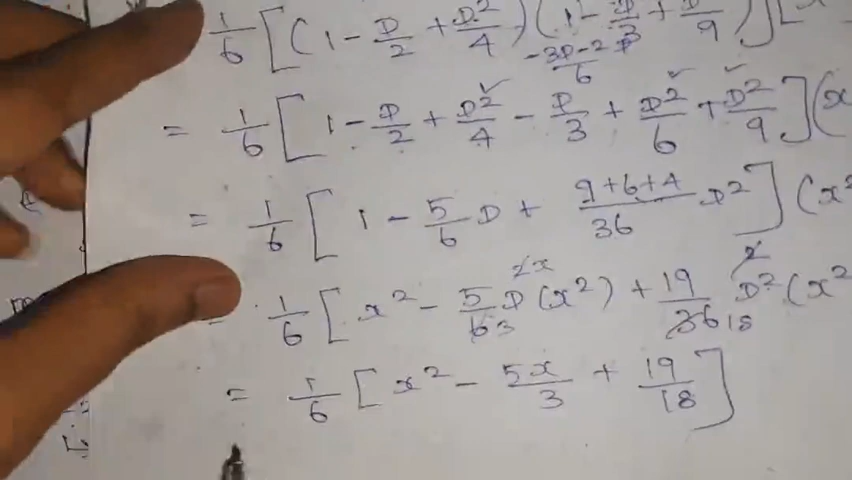 1/6 [(1 - D/2 + D²/4) (1 - D/3 + D²/9)] [x
-3D-2D/6
= 1/6 [1 - D/2 + D²/4 - D/3 + D²/6 + D²/9] (x
= 1/6 [1 - 5/6 D + 9+6+4/36 D²] (x²
= 1/6 [x² - 5/63 D(x²) + 19/36 18 D²(x²
2x 2
= 1/6 [x² - 5x/3 + 19/18]